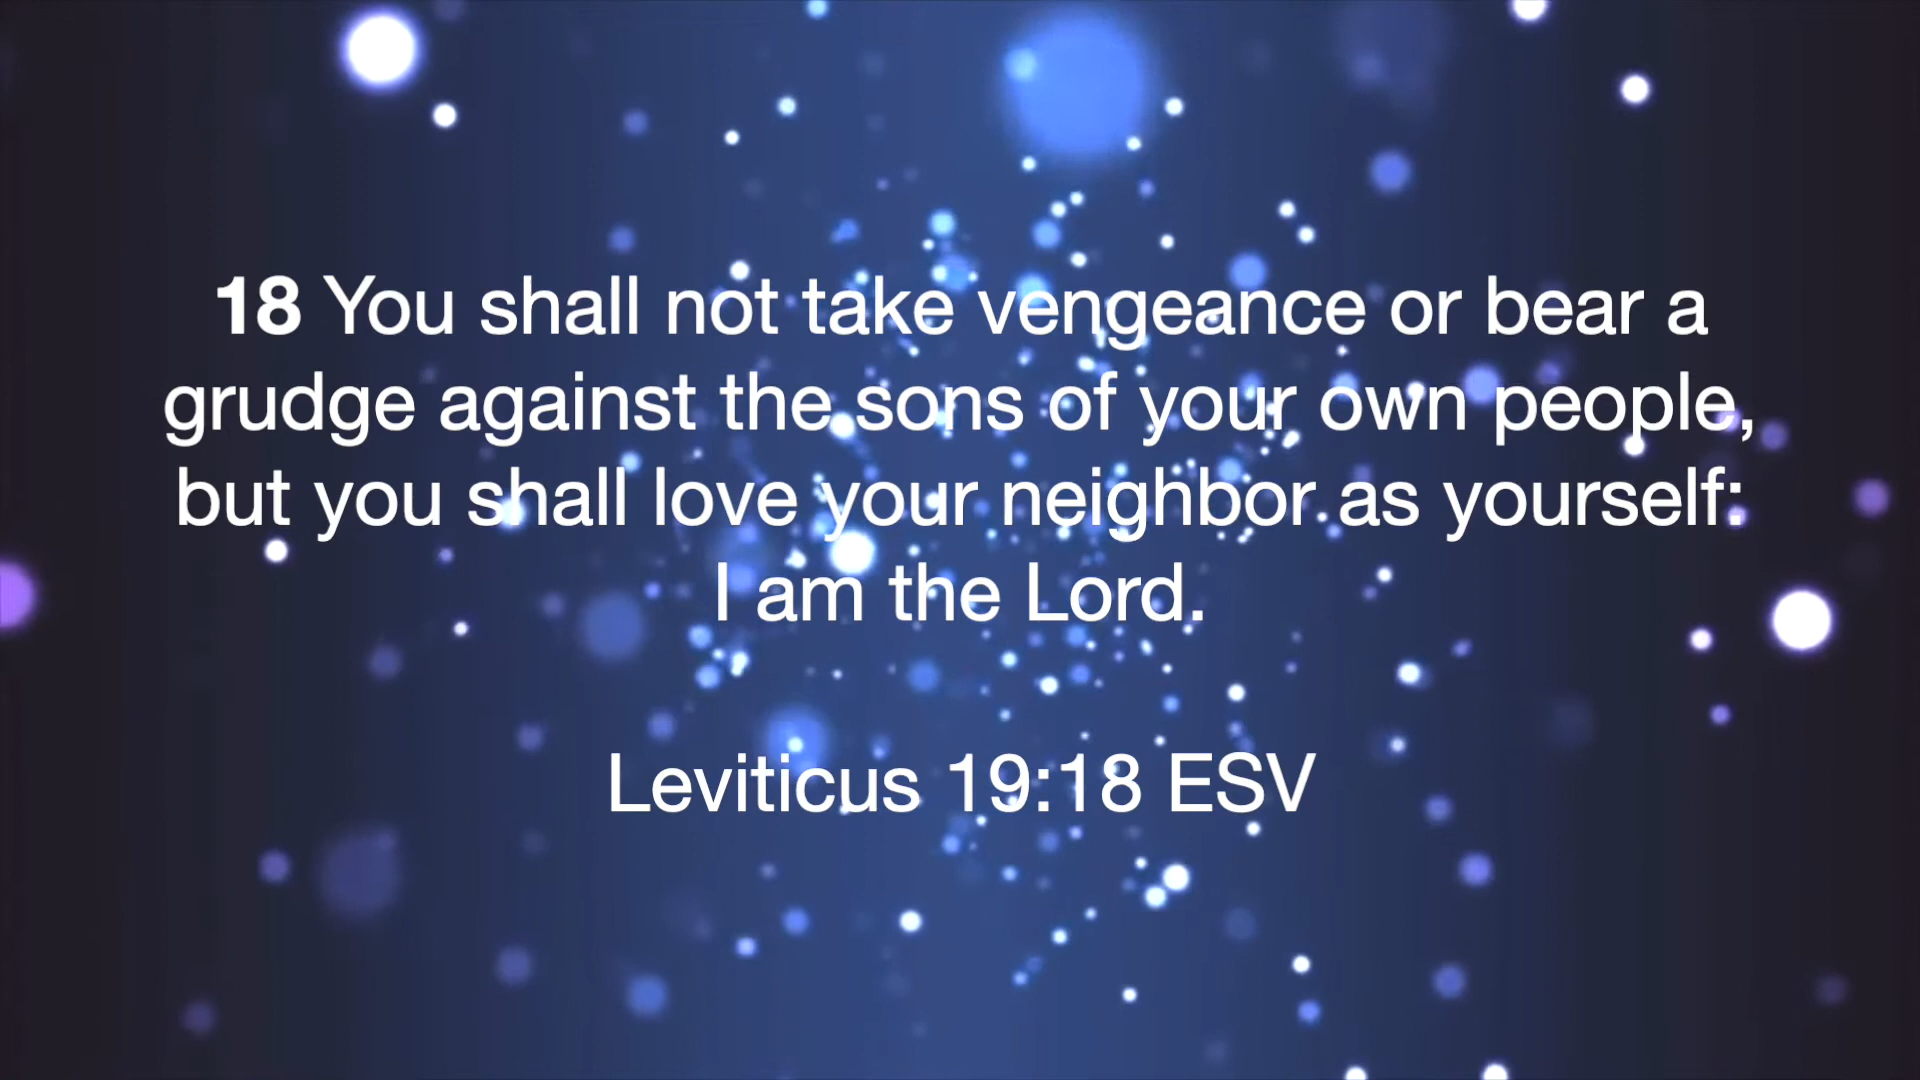 18 You shall not take vengeance or bear a
grudge against the sons of your own people,
but you shall love your neighbor as yourself:
I am the Lord.
Leviticus 19:18 ESV